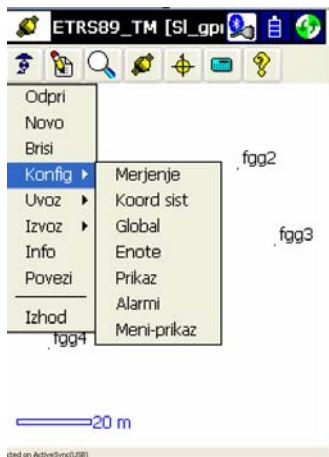 ETRS89_TM [Sl_gpı
Odpri
Novo
Brisi
Konfig
Uvoz
Izvoz
Info
Povezi
Izhod
Merjenje
Koord sist
Global
Enote
Prikaz
Alarmi
Meni-prikaz
fgg2
fgg3
fgg4
20 m
cted on ActiveSync(USB)